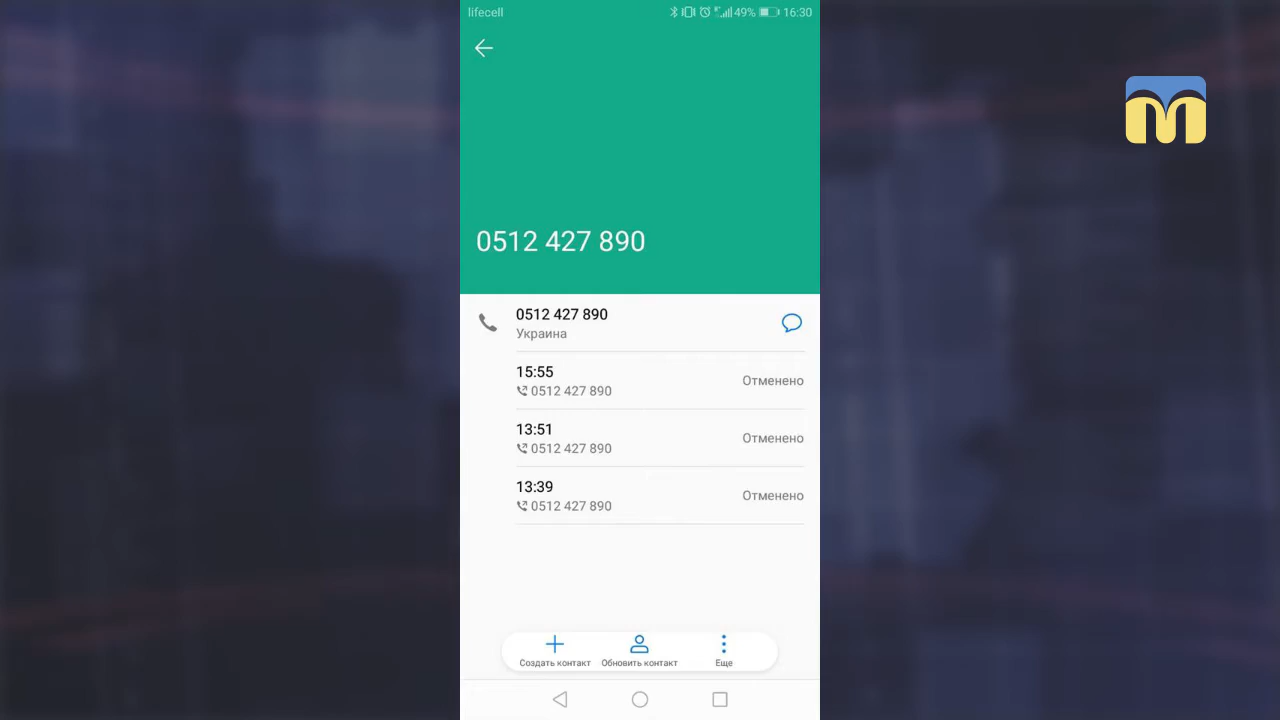 lifecell
49% 16:30
0512 427 890
0512 427 890
Украина
15:55
0512 427 890
Отменено
13:51
0512 427 890
Отменено
13:39
0512 427 890
Отменено
Создать контакт
Обновить контакт
Еще